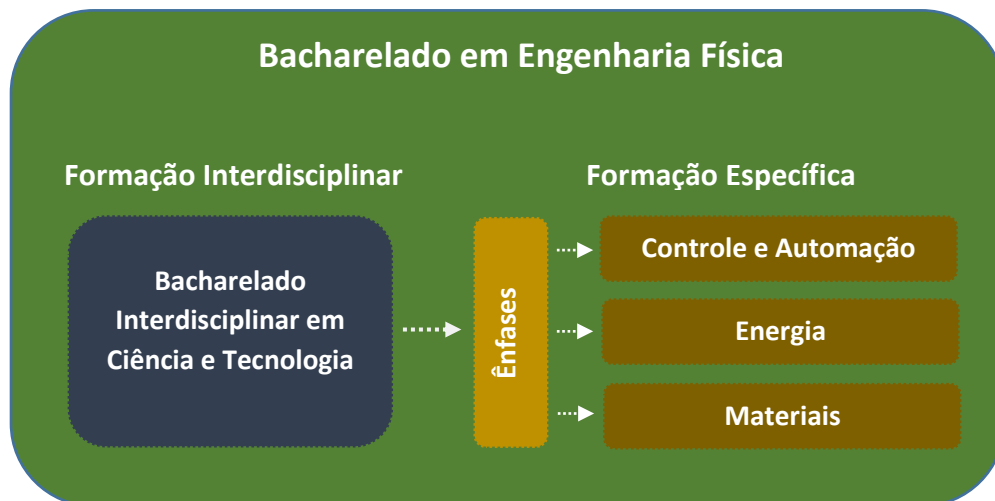 Bacharelado em Engenharia Física
Formação Interdisciplinar
Formação Específica
Bacharelado
Interdisciplinar em
Ciência e Tecnologia
Ênfases
Controle e Automação
Energia
Materiais